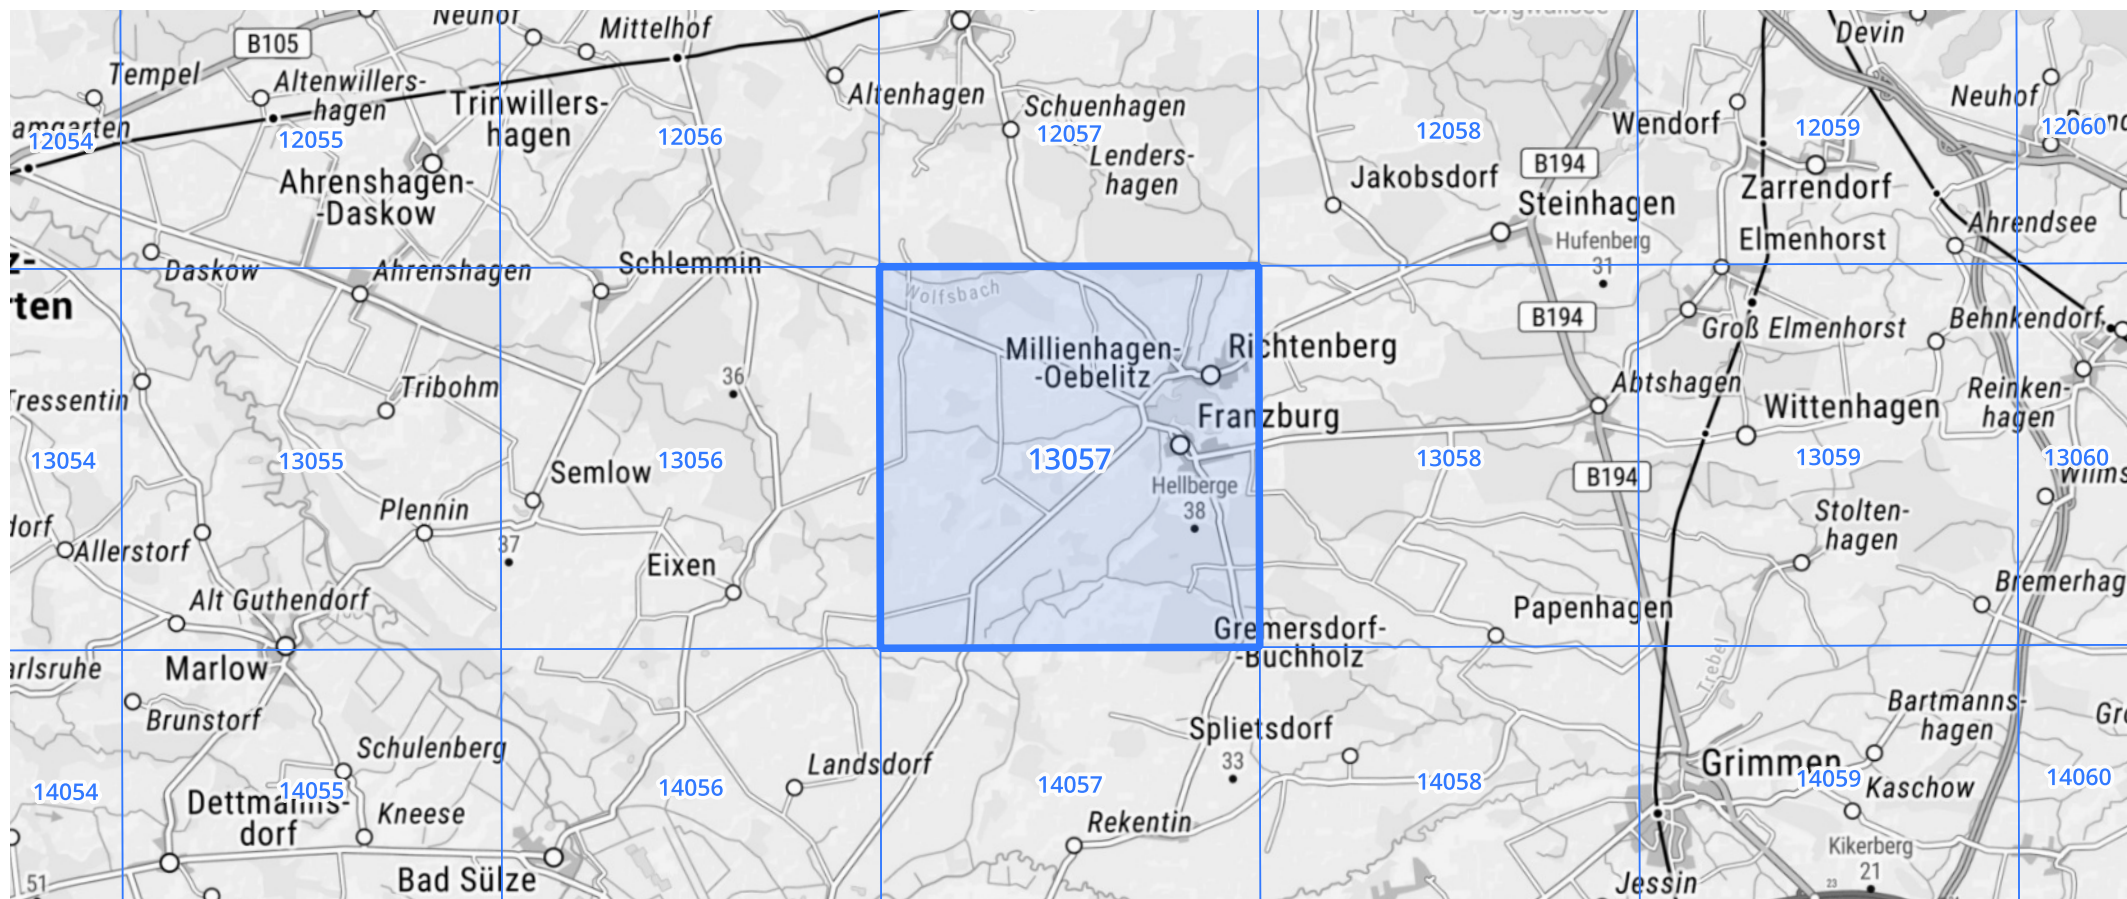 Mittelhof
B105
Devin
Tempel
Altenwillers-
hagen
Trinwillers-
hagen
Altenhagen
Schuenhagen
Neuhof
12054
12055
12056
12057
12058
Wendorf
12059
12060
Lenders-
hagen
B194
Jakobsdorf
Steinhagen
Zarrendorf
Ahrenshagen-
-Daskow
Hufenberg
31
Elmenhorst
Ahrendsee
Daskow
Ahrenshagen
Schlemmin
Wolfsbach
rten
B194
Groß Elmenhorst
Behnkendorf
Millienhagen-
-Oebelitz
Richtenberg
Tribohm
36
Abtshagen
Reinken-
hagen
Franzburg
Wittenhagen
13054
13055
13056
13057
13058
13059
13060
Semlow
B194
Hellberge
38
Plennin
Stolten-
hagen
Allerstorf
37
Eixen
Bremerhag
Alt Guthendorf
Papenhagen
Gremersdorf-
-Buchholz
Marlow
Trebel
Brunstorf
Bartmanns-
hagen
Schulenberg
Splietsdorf
33
Landsdorf
Grimmen
14054
14055
14056
14057
14058
14059
14060
Dettmanns-
dorf
Kneese
Kaschow
Rekentin
Kikerberg
21
Bad Sülze
51
Jessin
23